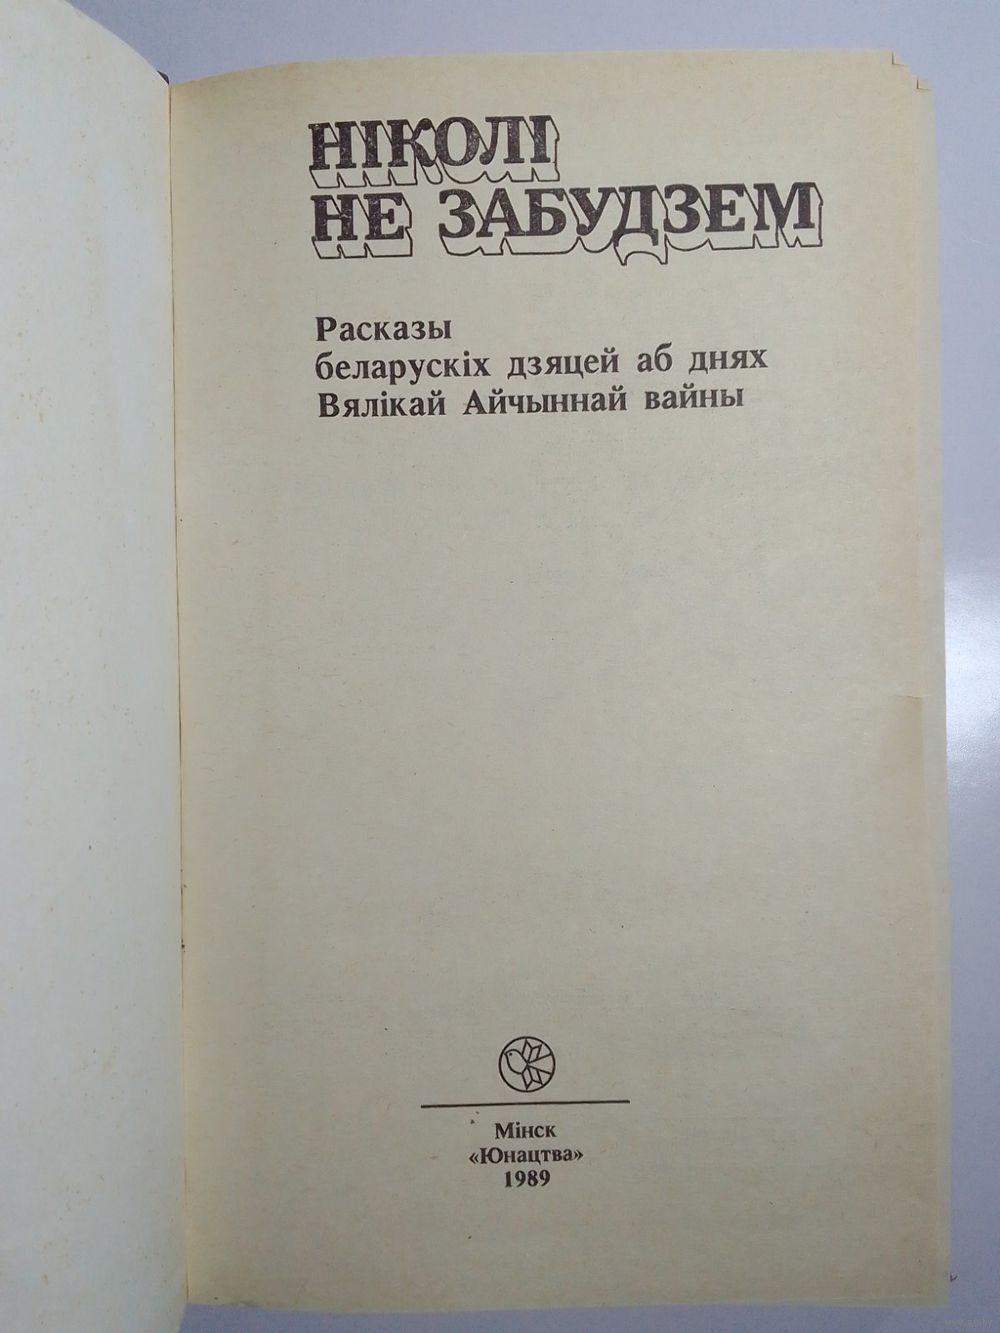 НІКОЛІ
НЕ ЗАБУДЗЕМ
Расказы
беларускіх дзяцей аб днях
Вялікай Айчыннай вайны
Мінск
«Юнацтва»
1989